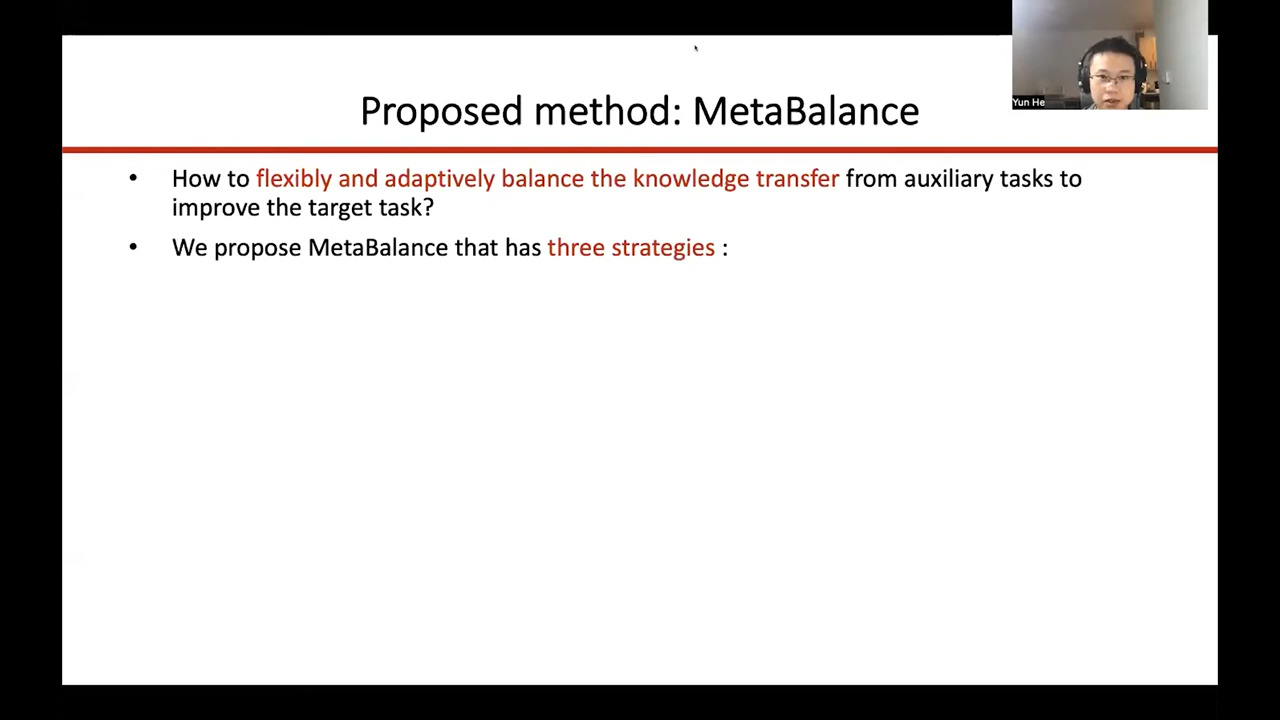 Yun He
Proposed method: MetaBalance
• How to flexibly and adaptively balance the knowledge transfer from auxiliary tasks to
improve the target task?
• We propose MetaBalance that has three strategies :